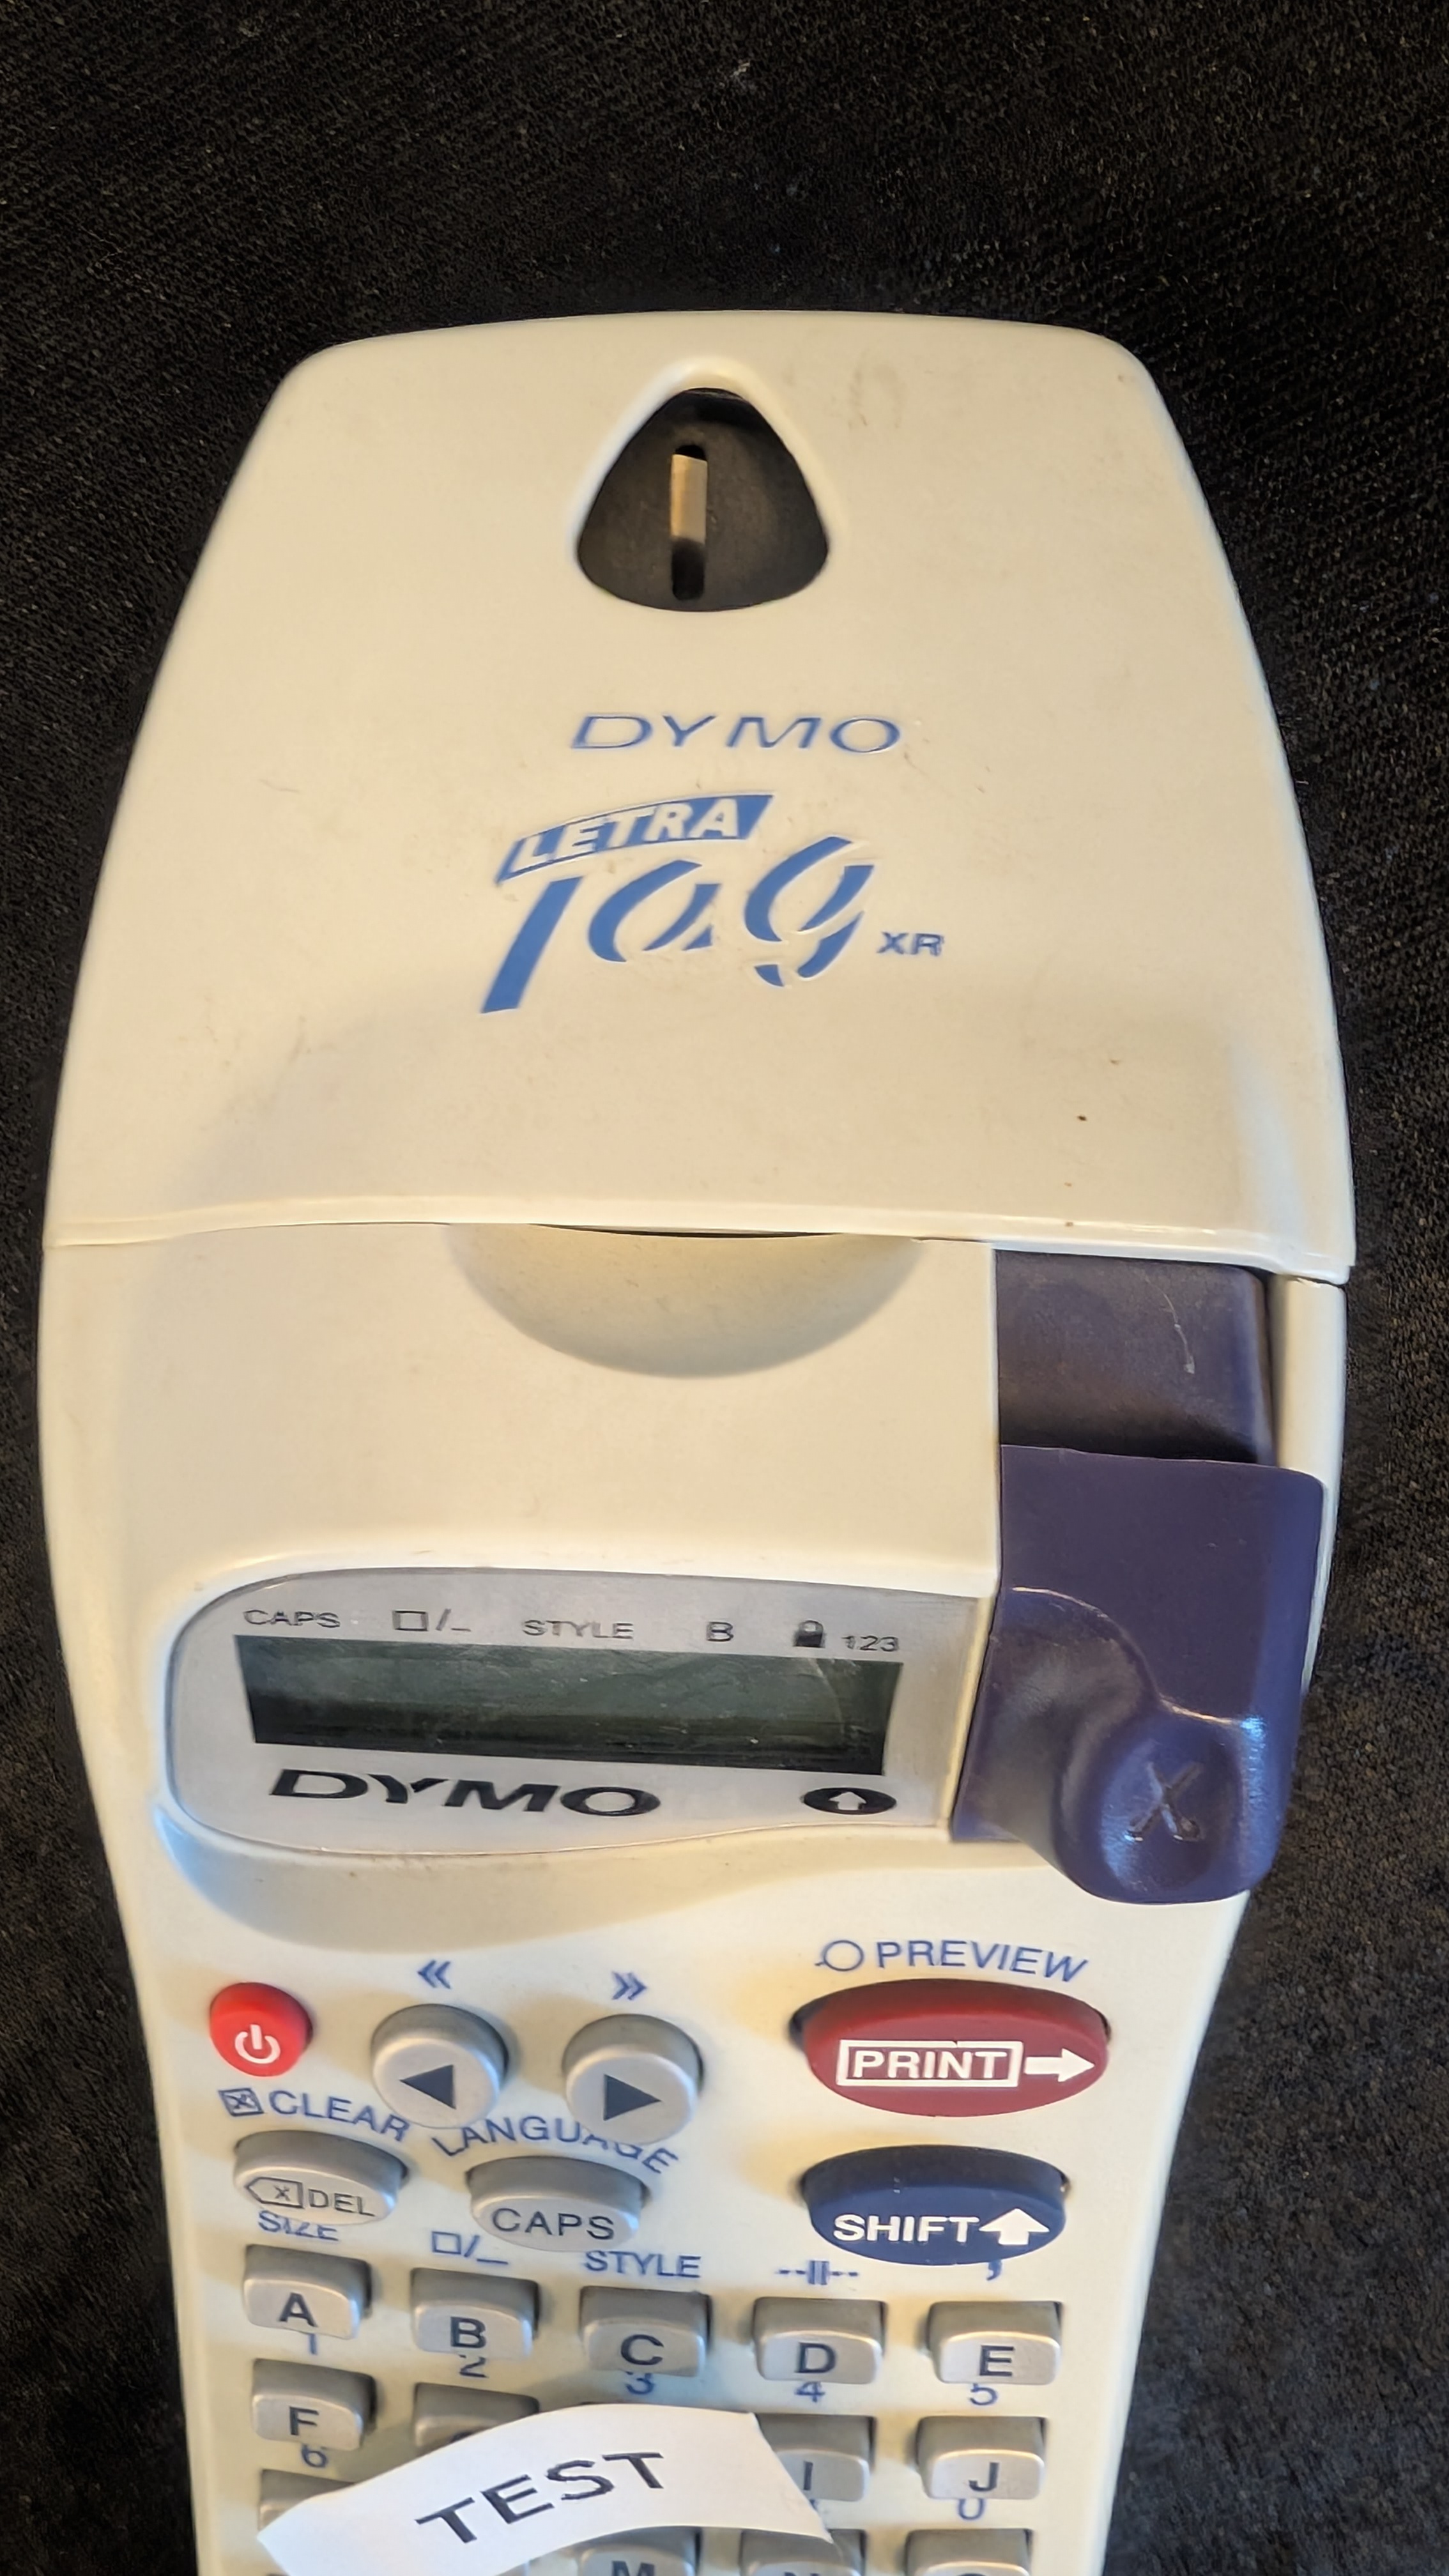 DYMO
LETRA
Tag XR
CAPS □/_ STYLE B 123
DYMO
« » PREVIEW
PRINT
CLEAR LANGUAGE
DEL CAPS SHIFT
SIZE □/_ STYLE ,
A B C D E
1 2 3 4 5
F I J
6 0
TEST
M